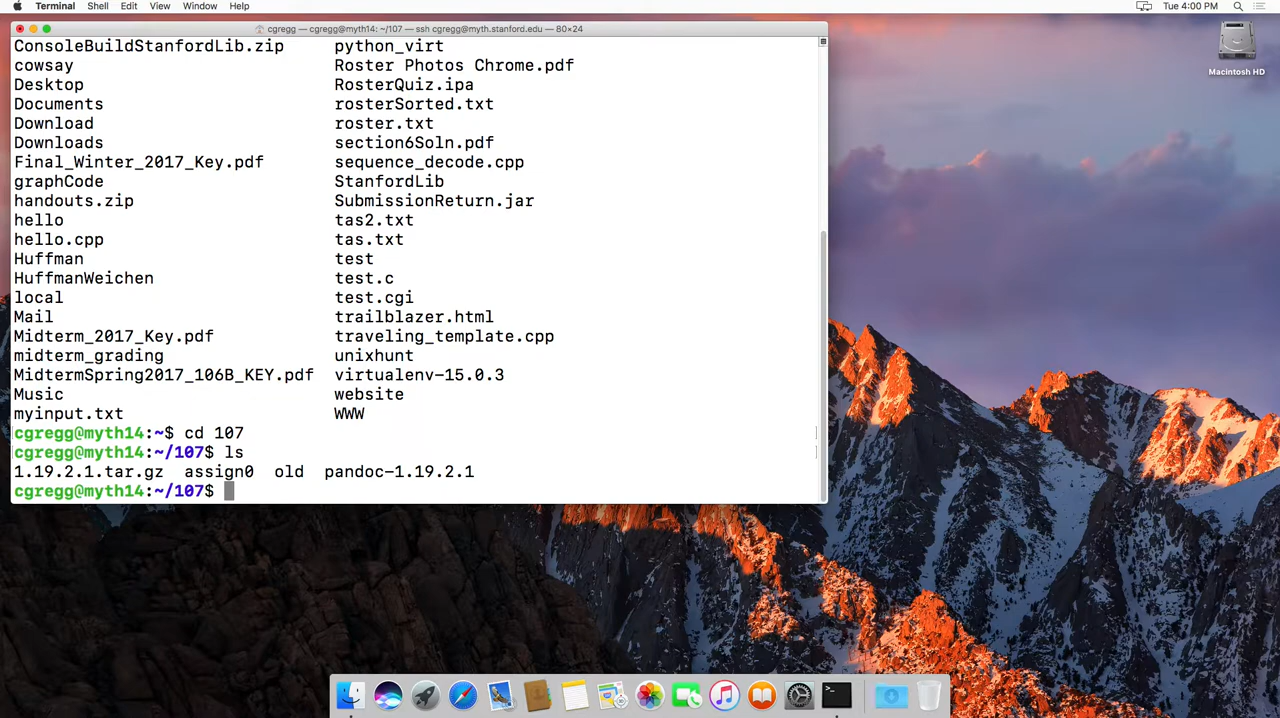 Terminal Shell Edit View Window Help Tue 4:00 PM
cgregg — cgregg@myth14: ~/107 — ssh cgregg@myth.stanford.edu — 80×24
Macintosh HD
ConsoleBuildStanfordLib.zip python_virt
cowsay Roster Photos Chrome.pdf
Desktop RosterQuiz.ipa
Documents rosterSorted.txt
Download roster.txt
Downloads section6Soln.pdf
Final_Winter_2017_Key.pdf sequence_decode.cpp
graphCode StanfordLib
handouts.zip SubmissionReturn.jar
hello tas2.txt
hello.cpp tas.txt
Huffman test
HuffmanWeichen test.c
local test.cgi
Mail trailblazer.html
Midterm_2017_Key.pdf traveling_template.cpp
midterm_grading unixhunt
MidtermSpring2017_106B_KEY.pdf virtualenv-15.0.3
Music website
myinput.txt WWW
cgregg@myth14:~$ cd 107
cgregg@myth14:~/107$ ls
1.19.2.1.tar.gz assign0 old pandoc-1.19.2.1
cgregg@myth14:~/107$